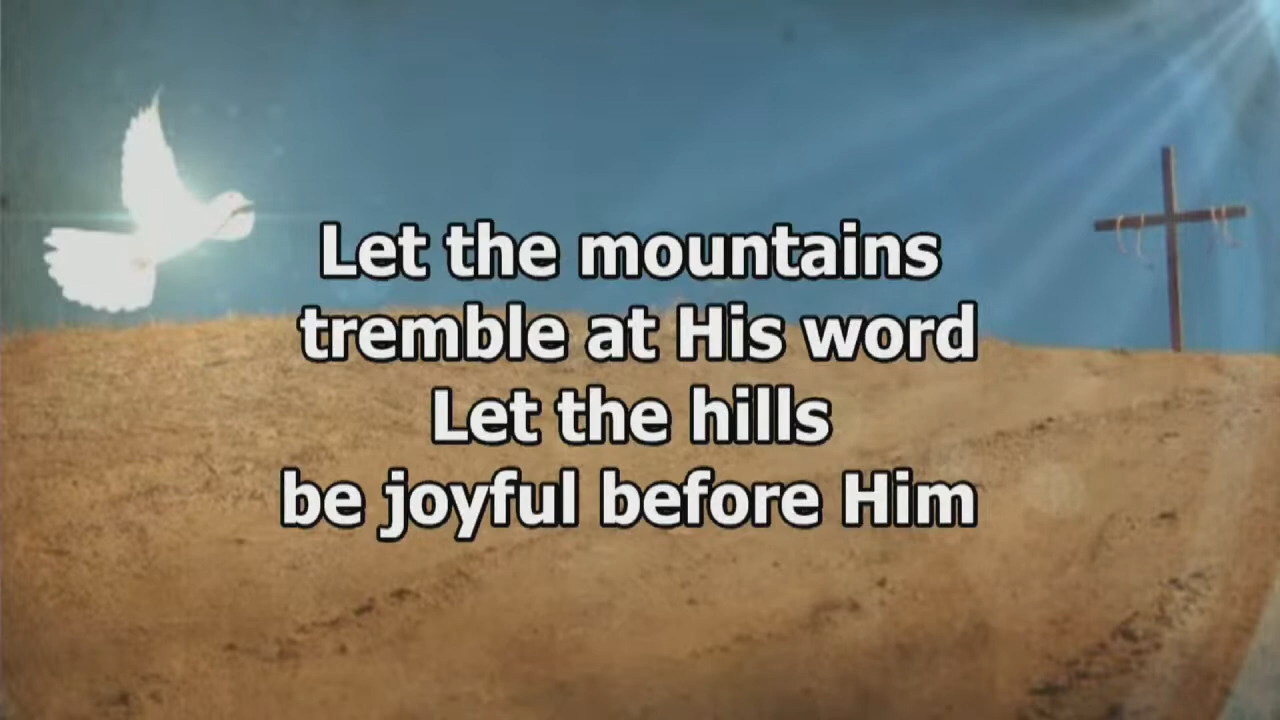 Let the mountains
tremble at His word
Let the hills
be joyful before Him